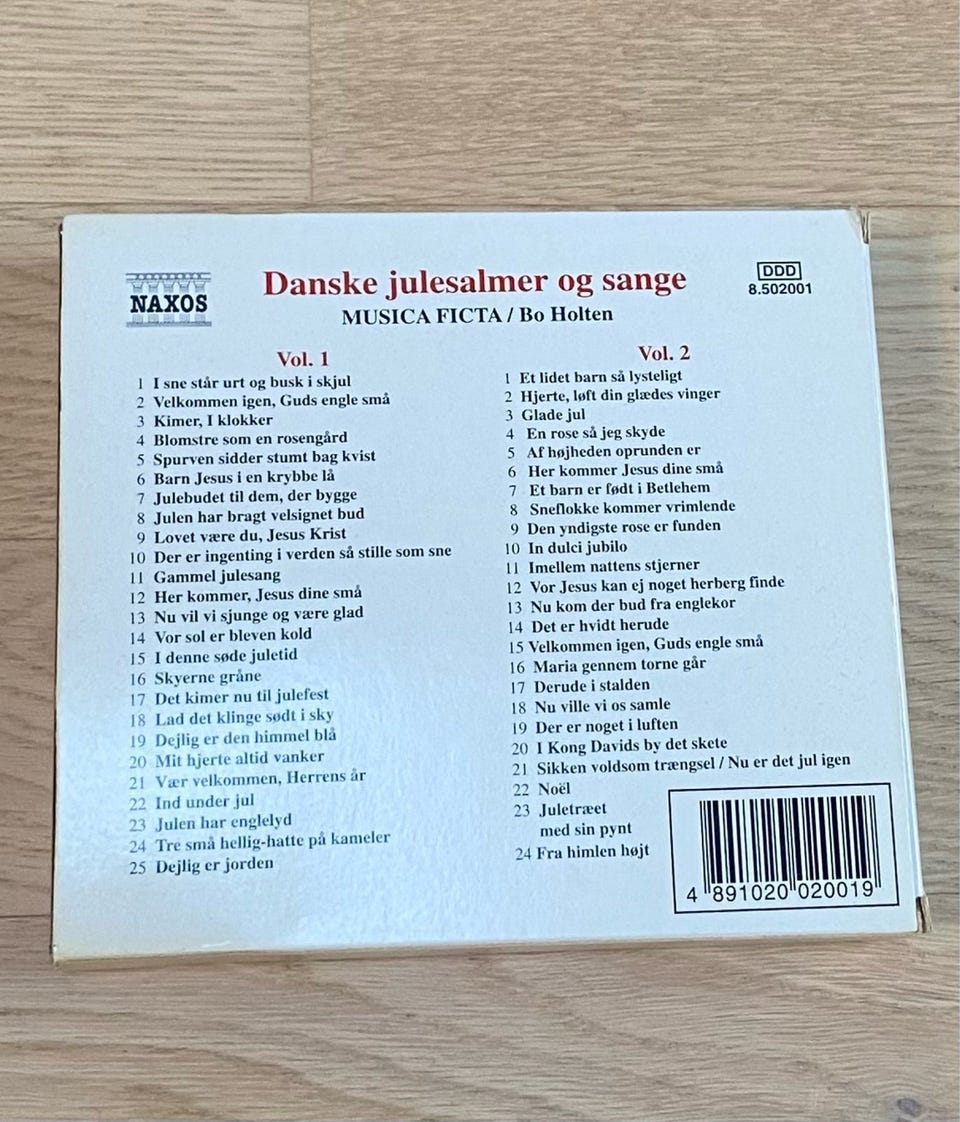 NAXOS
Danske julesalmer og sange
MUSICA FICTA / Bo Holten
DDD
8.502001
Vol. 1
1 I sne står urt og busk i skjul
2 Velkommen igen, Guds engle små
3 Kimer, I klokker
4 Blomstre som en rosengård
5 Spurven sidder stumt bag kvist
6 Barn Jesus i en krybbe lå
7 Julebudet til dem, der bygge
8 Julen har bragt velsignet bud
9 Lovet være du, Jesus Krist
10 Der er ingenting i verden så stille som sne
11 Gammel julesang
12 Her kommer, Jesus dine små
13 Nu vil vi sjunge og være glad
14 Vor sol er bleven kold
15 I denne søde juletid
16 Skyerne gråne
17 Det kimer nu til julefest
18 Lad det klinge sødt i sky
19 Dejlig er den himmel blå
20 Mit hjerte altid vanker
21 Vær velkommen, Herrens år
22 Ind under jul
23 Julen har englelyd
24 Tre små hellig-hatte på kameler
25 Dejlig er jorden
Vol. 2
1 Et lidet barn så lysteligt
2 Hjerte, løft din glædes vinger
3 Glade jul
4 En rose så jeg skyde
5 Af højheden oprunden er
6 Her kommer Jesus dine små
7 Et barn er født i Betlehem
8 Sneflokke kommer vrimlende
9 Den yndigste rose er funden
10 In dulci jubilo
11 Imellem nattens stjerner
12 Vor Jesus kan ej noget herberg finde
13 Nu kom der bud fra englekor
14 Det er hvidt herude
15 Velkommen igen, Guds engle små
16 Maria gennem torne går
17 Derude i stalden
18 Nu ville vi os samle
19 Der er noget i luften
20 I Kong Davids by det skete
21 Sikken voldsom trængsel / Nu er det jul igen
22 Noël
23 Juletræet
med sin pynt
24 Fra himlen højt
4 891020 020019